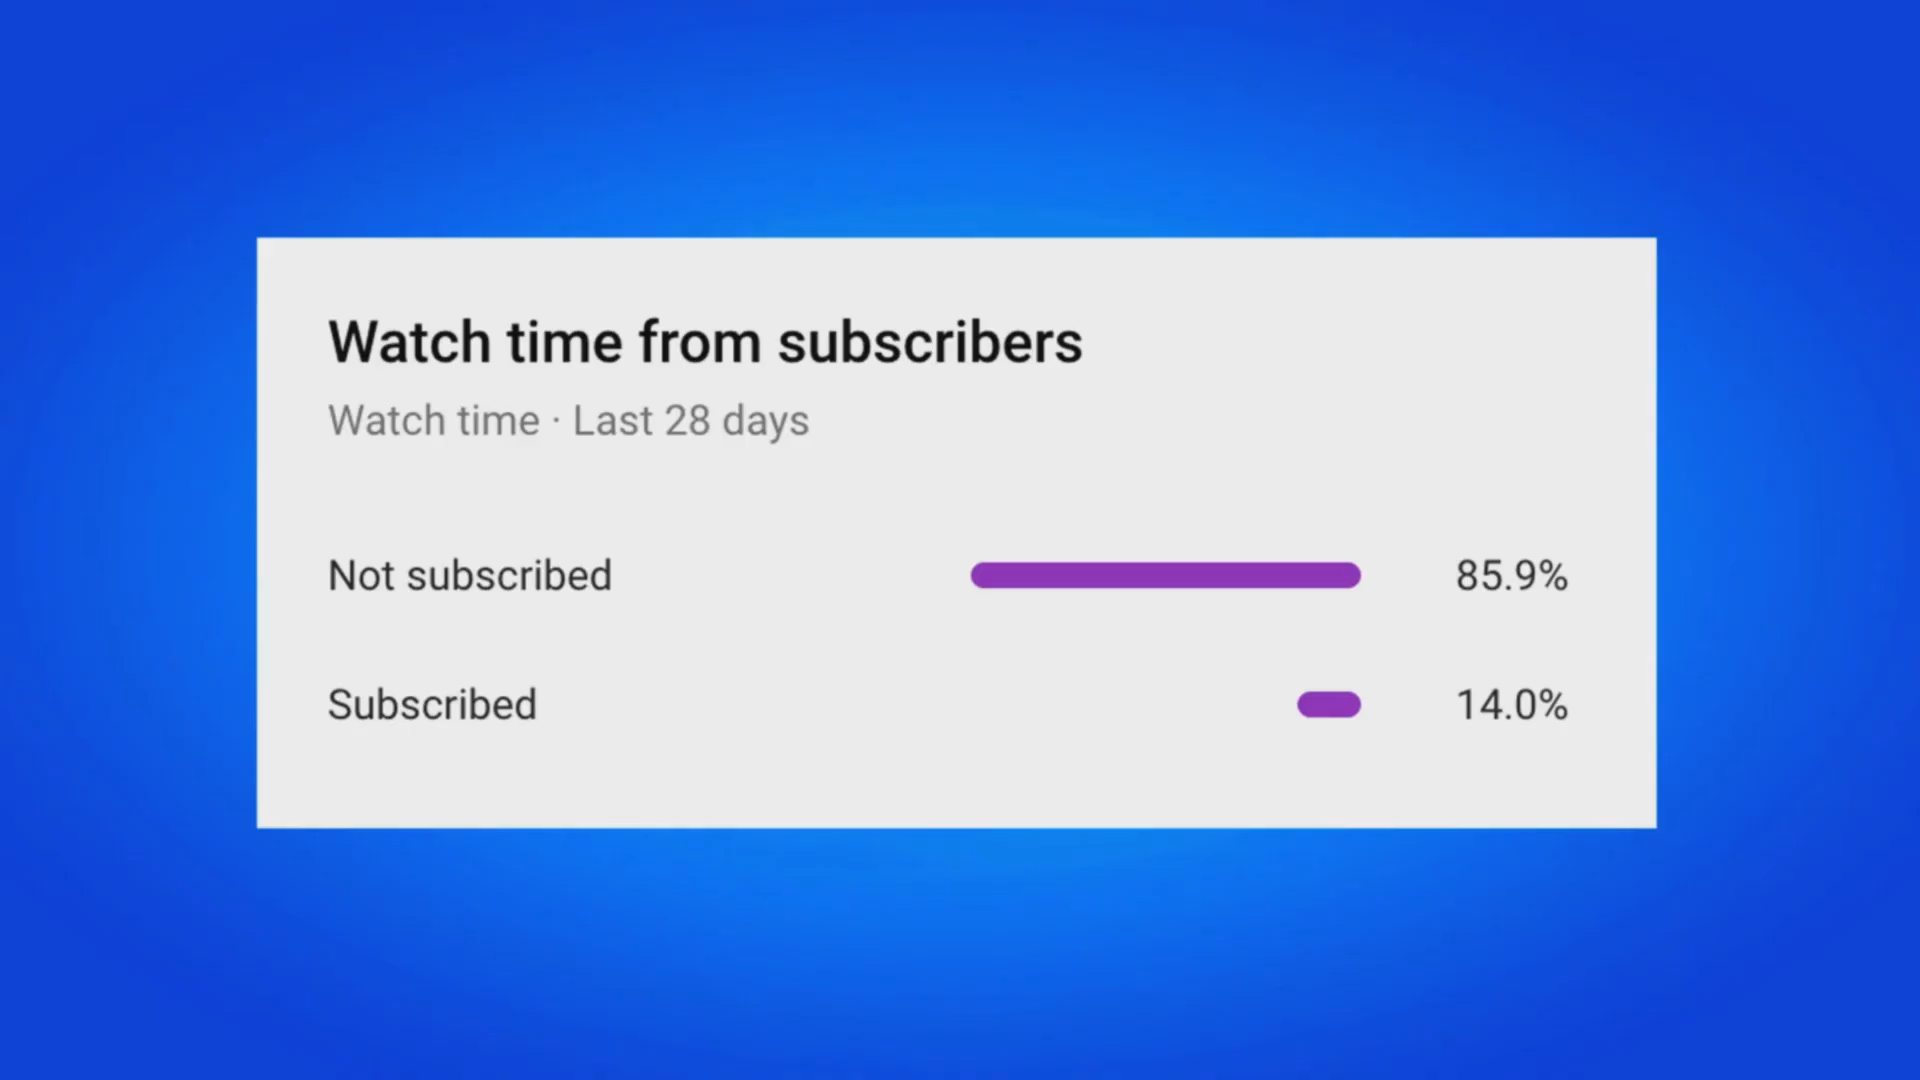 Watch time from subscribers
Watch time · Last 28 days
Not subscribed 85.9%
Subscribed 14.0%